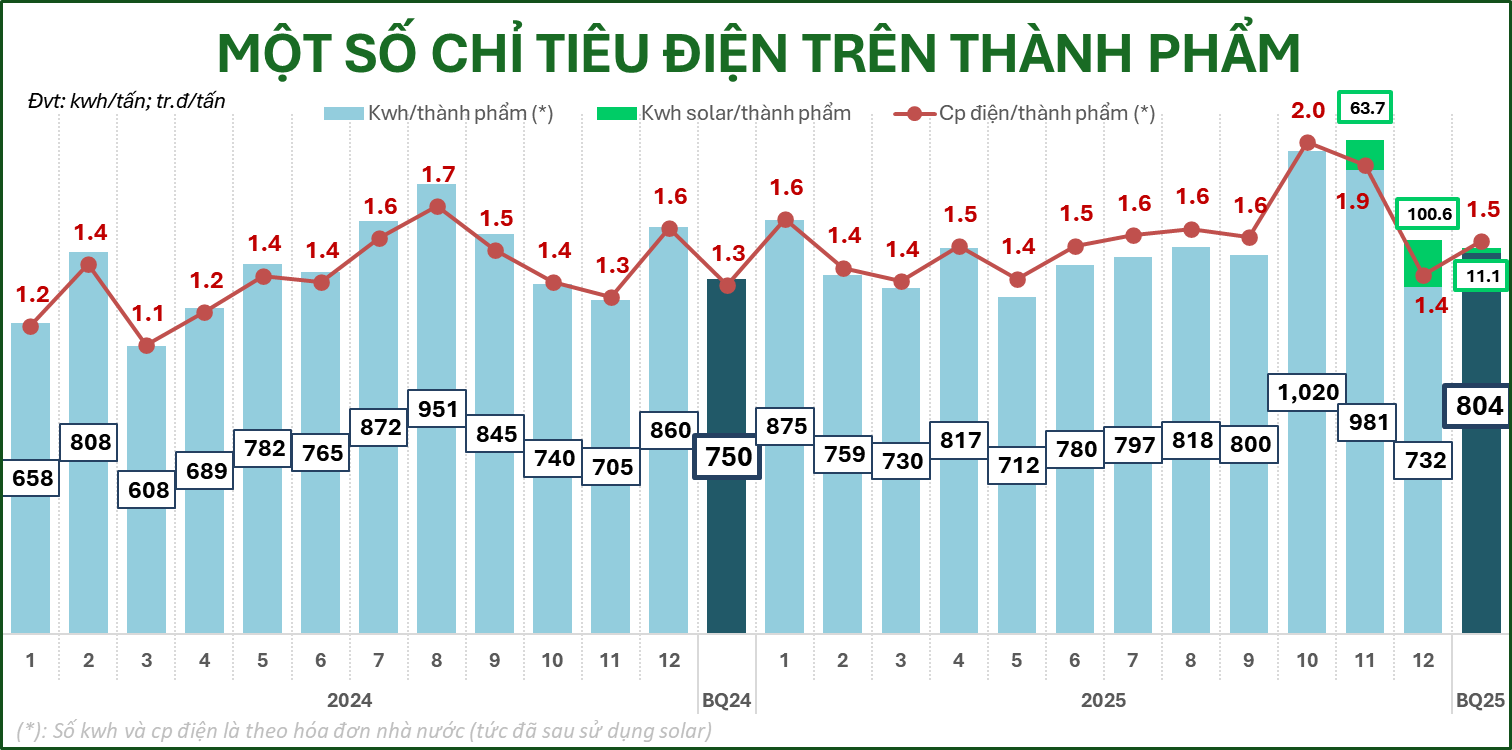 MỘT SỐ CHỈ TIÊU ĐIỆN TRÊN THÀNH PHẨM
Đvt: kwh/tấn; tr.đ/tấn
Kwh/thành phẩm (*) Kwh solar/thành phẩm Cp điện/thành phẩm (*)
1.2 1.4 1.1 1.2 1.4 1.4 1.6 1.7 1.5 1.4 1.3 1.6 1.3 1.6 1.4 1.4 1.5 1.4 1.5 1.6 1.6 1.6 2.0 1.9 1.4 1.5
63.7 100.6 11.1
658 808 608 689 782 765 872 951 845 740 705 860 750 875 759 730 817 712 780 797 818 800 1,020 981 732 804
1 2 3 4 5 6 7 8 9 10 11 12 1 2 3 4 5 6 7 8 9 10 11 12
2024 BQ24 2025 BQ25
(*): Số kwh và cp điện là theo hóa đơn nhà nước (tức đã sau sử dụng solar)